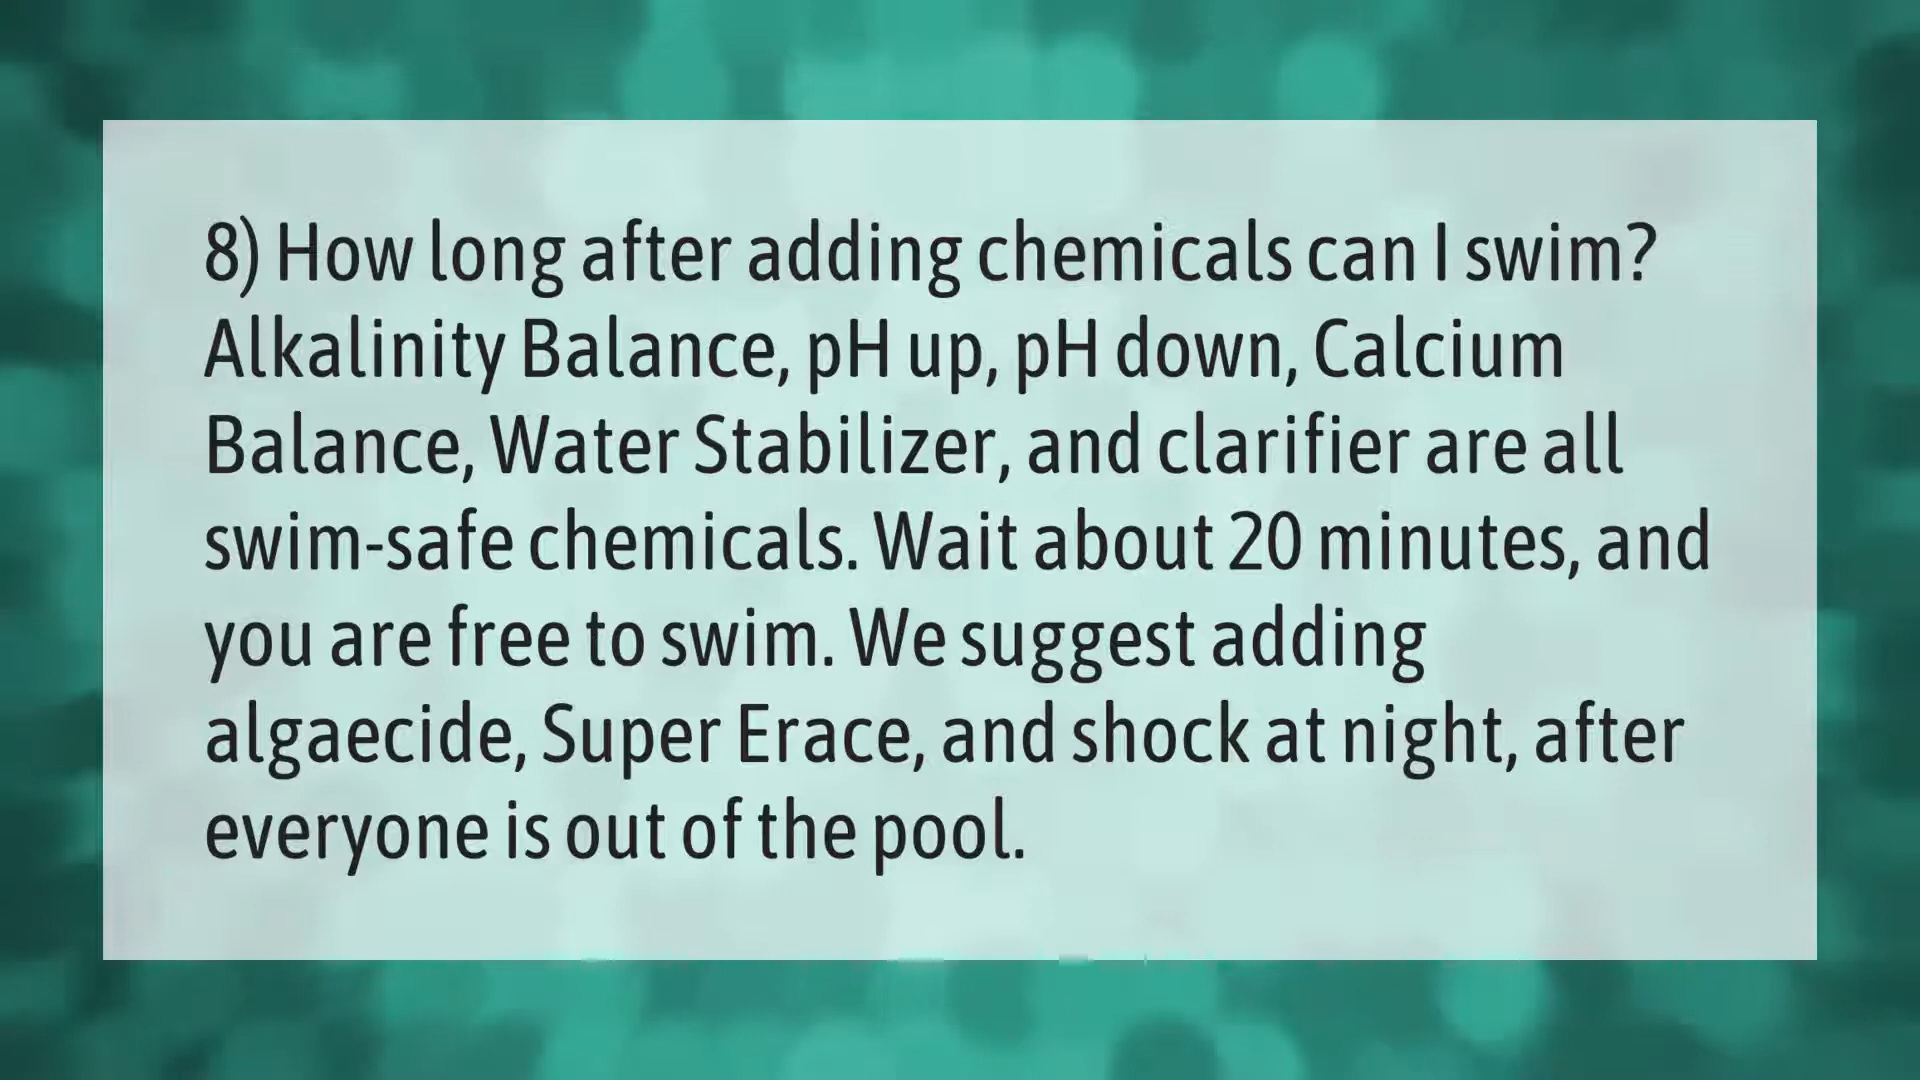 8) How long after adding chemicals can I swim?
Alkalinity Balance, pH up, pH down, Calcium
Balance, Water Stabilizer, and clarifier are all
swim-safe chemicals. Wait about 20 minutes, and
you are free to swim. We suggest adding
algaecide, Super Erace, and shock at night, after
everyone is out of the pool.